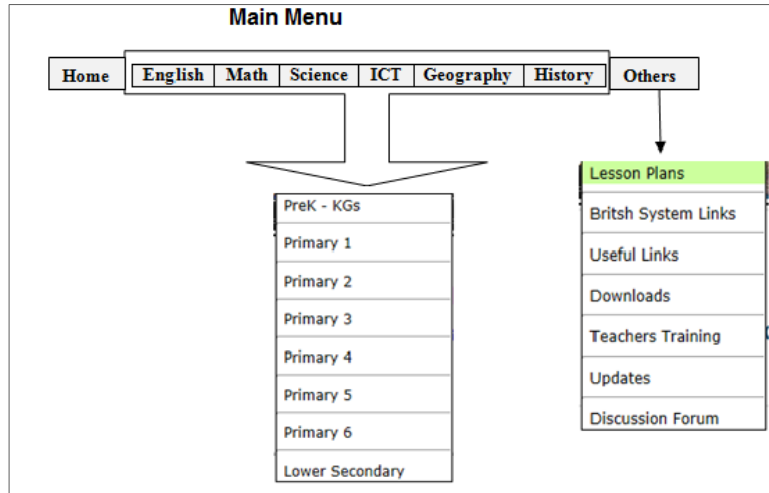 Main Menu
Home English Math Science ICT Geography History Others
PreK - KGs
Primary 1
Primary 2
Primary 3
Primary 4
Primary 5
Primary 6
Lower Secondary
Lesson Plans
Britsh System Links
Useful Links
Downloads
Teachers Training
Updates
Discussion Forum